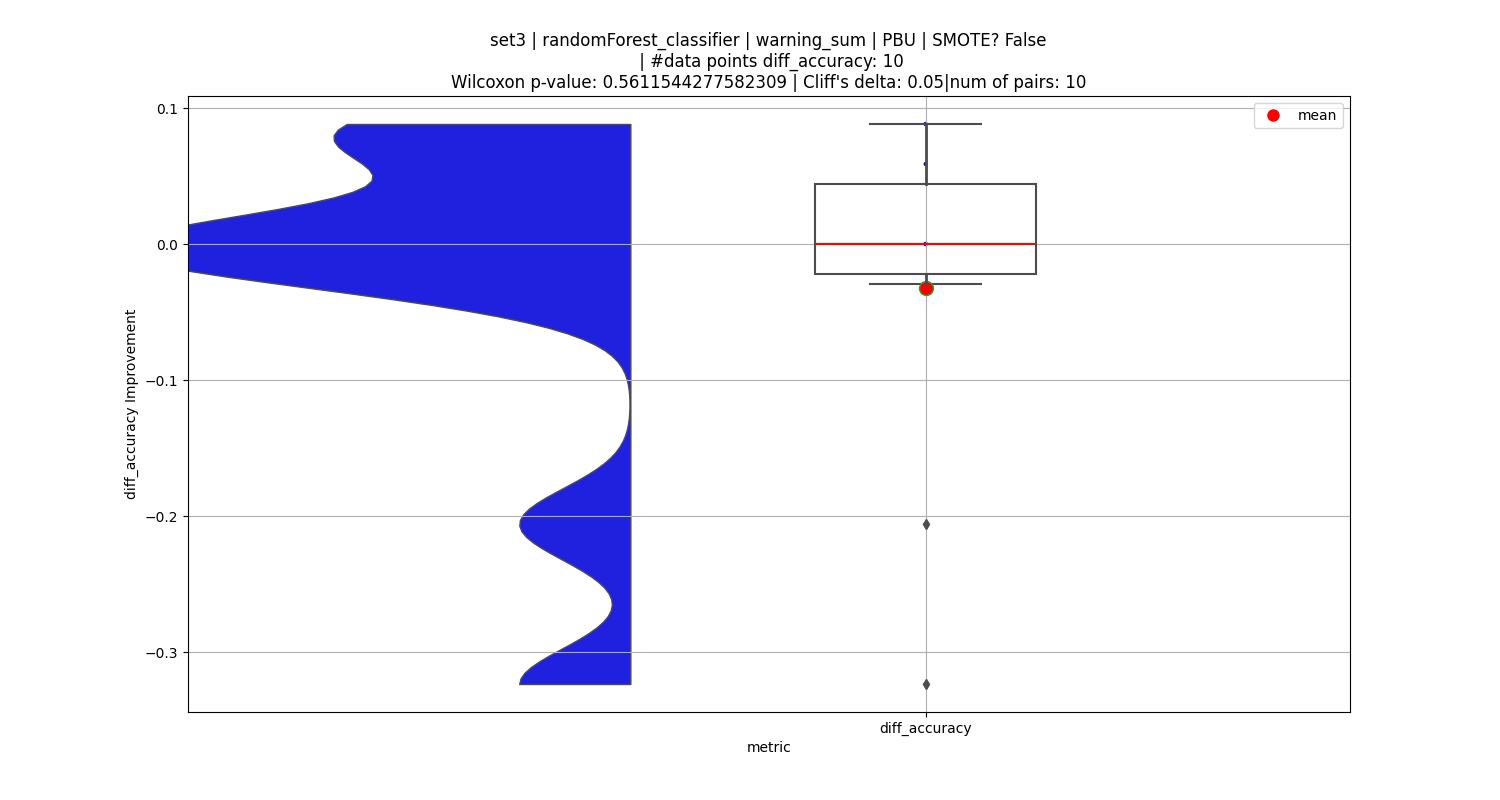 set3 | randomForest_classifier | warning_sum | PBU | SMOTE? False
| #data points diff_accuracy: 10
Wilcoxon p-value: 0.5611544277582309 | Cliff's delta: 0.05|num of pairs: 10
mean
0.1
0.0
−0.1
−0.2
−0.3
diff_accuracy Improvement
diff_accuracy
metric